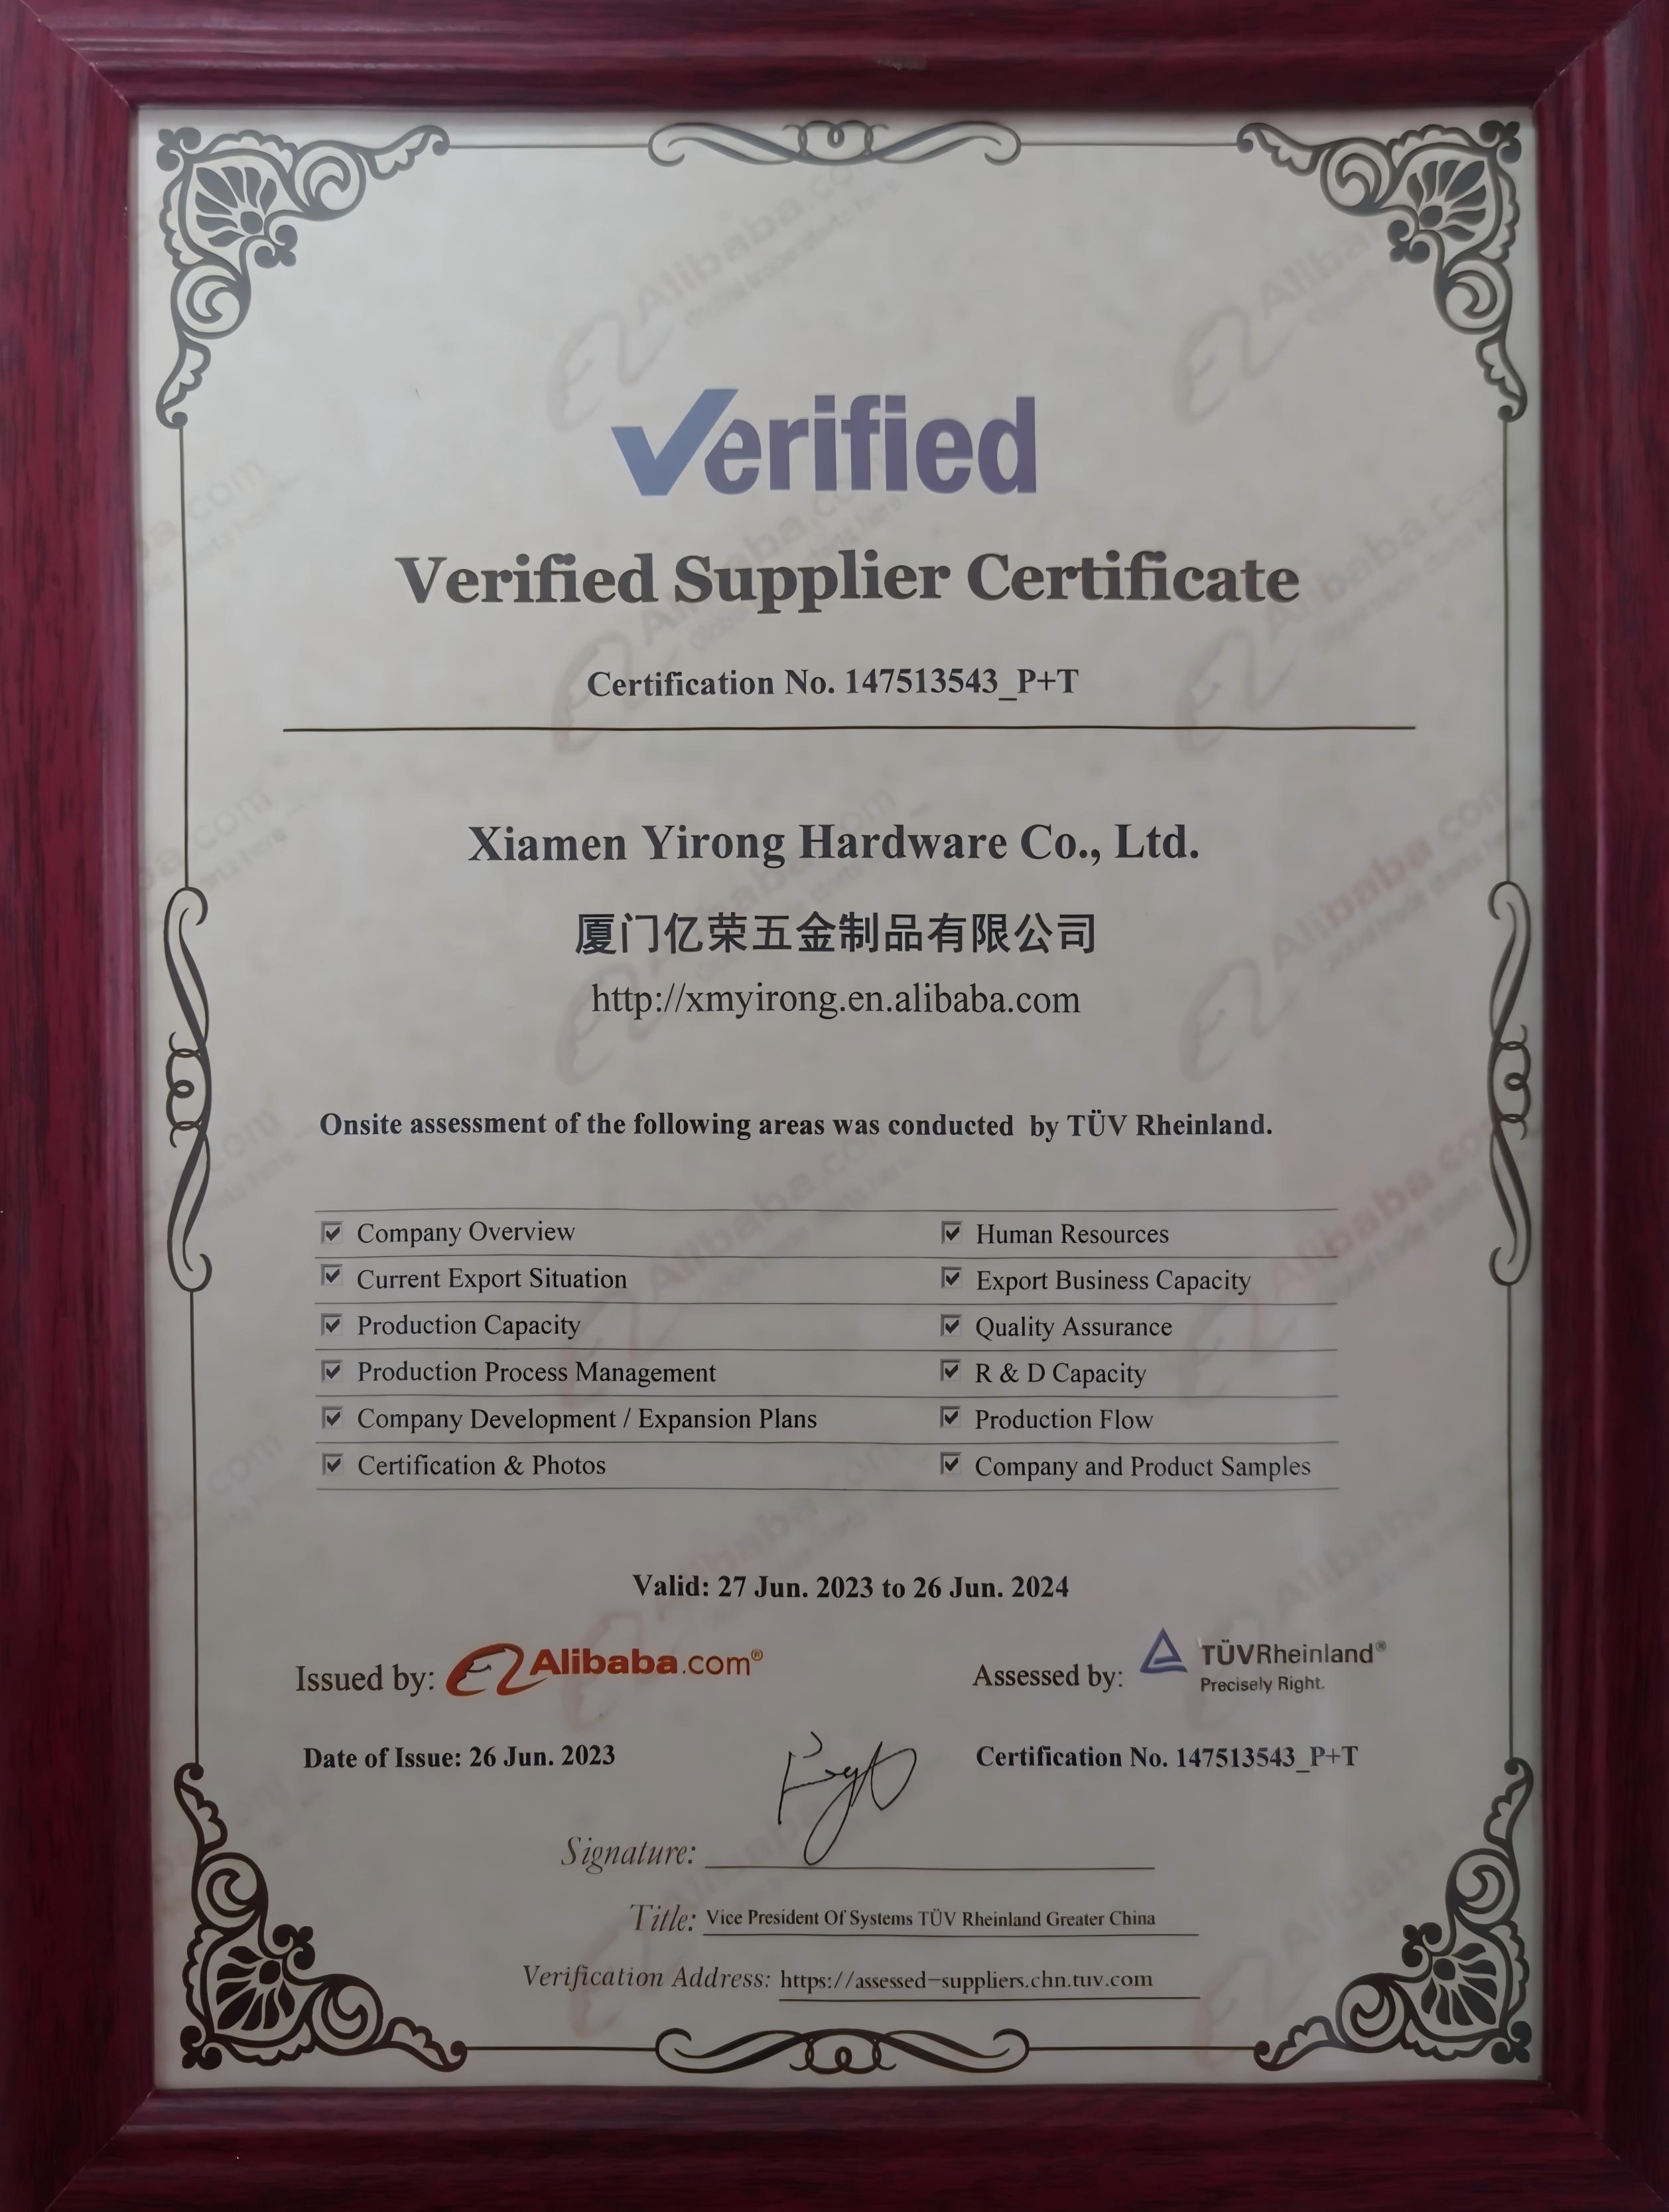 Verified
Verified Supplier Certificate
Certification No. 147513543_P+T
Xiamen Yirong Hardware Co., Ltd.
厦门亿荣五金制品有限公司
http://xmyirong.en.alibaba.com
Onsite assessment of the following areas was conducted by TÜV Rheinland.
Company Overview
Human Resources
Current Export Situation
Export Business Capacity
Production Capacity
Quality Assurance
Production Process Management
R & D Capacity
Company Development / Expansion Plans
Production Flow
Certification & Photos
Company and Product Samples
Valid: 27 Jun. 2023 to 26 Jun. 2024
Issued by: Alibaba.com®
Assessed by: TÜVRheinland®
Precisely Right.
Date of Issue: 26 Jun. 2023
Certification No. 147513543_P+T
Signature:
Title: Vice President Of Systems TÜV Rheinland Greater China
Verification Address: https://assessed-suppliers.chn.tuv.com